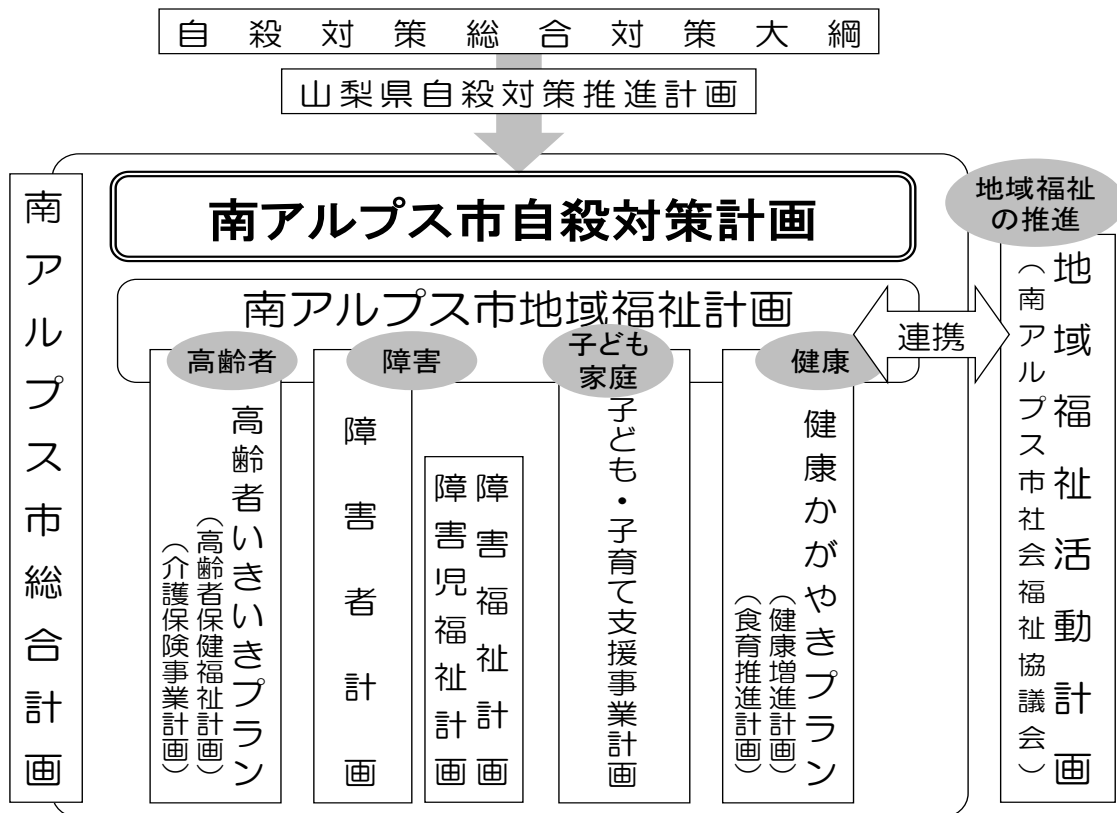 自殺対策総合対策大綱
山梨県自殺対策推進計画
南アルプス市総合計画
南アルプス市自殺対策計画
南アルプス市地域福祉計画
高齢者
高齢者いきいきプラン
（高齢者保健福祉計画）
（介護保険事業計画）
障害
障害者計画
障害福祉計画
障害児福祉計画
子ども
家庭
子ども・子育て支援事業計画
健康
健康かがやきプラン
（健康増進計画）
（食育推進計画）
連携
地域福祉
の推進
地域福祉活動計画
（南アルプス市社会福祉協議会）